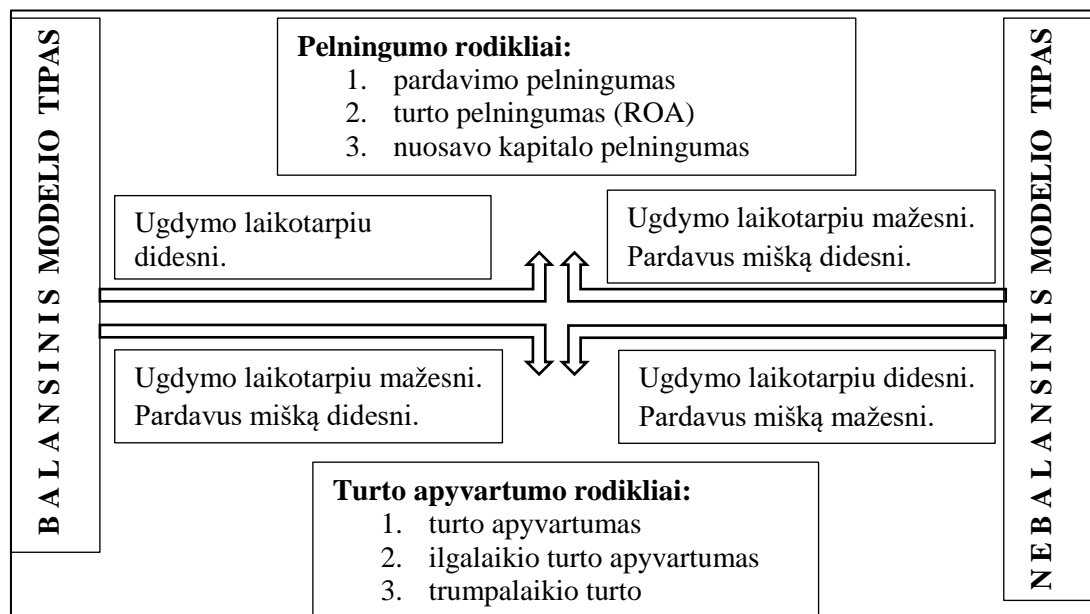 BALANSINIS MODELIO TIPAS
Pelningumo rodikliai:
1. pardavimo pelningumas
2. turto pelningumas (ROA)
3. nuosavo kapitalo pelningumas
Ugdymo laikotarpiu
didesni.
Ugdymo laikotarpiu mažesni.
Pardavus mišką didesni.
Ugdymo laikotarpiu mažesni.
Pardavus mišką didesni.
Ugdymo laikotarpiu didesni.
Pardavus mišką mažesni.
Turto apyvartumo rodikliai:
1. turto apyvartumas
2. ilgalaikio turto apyvartumas
3. trumpalaikio turto
NEBALANSINIS MODELIO TIPAS